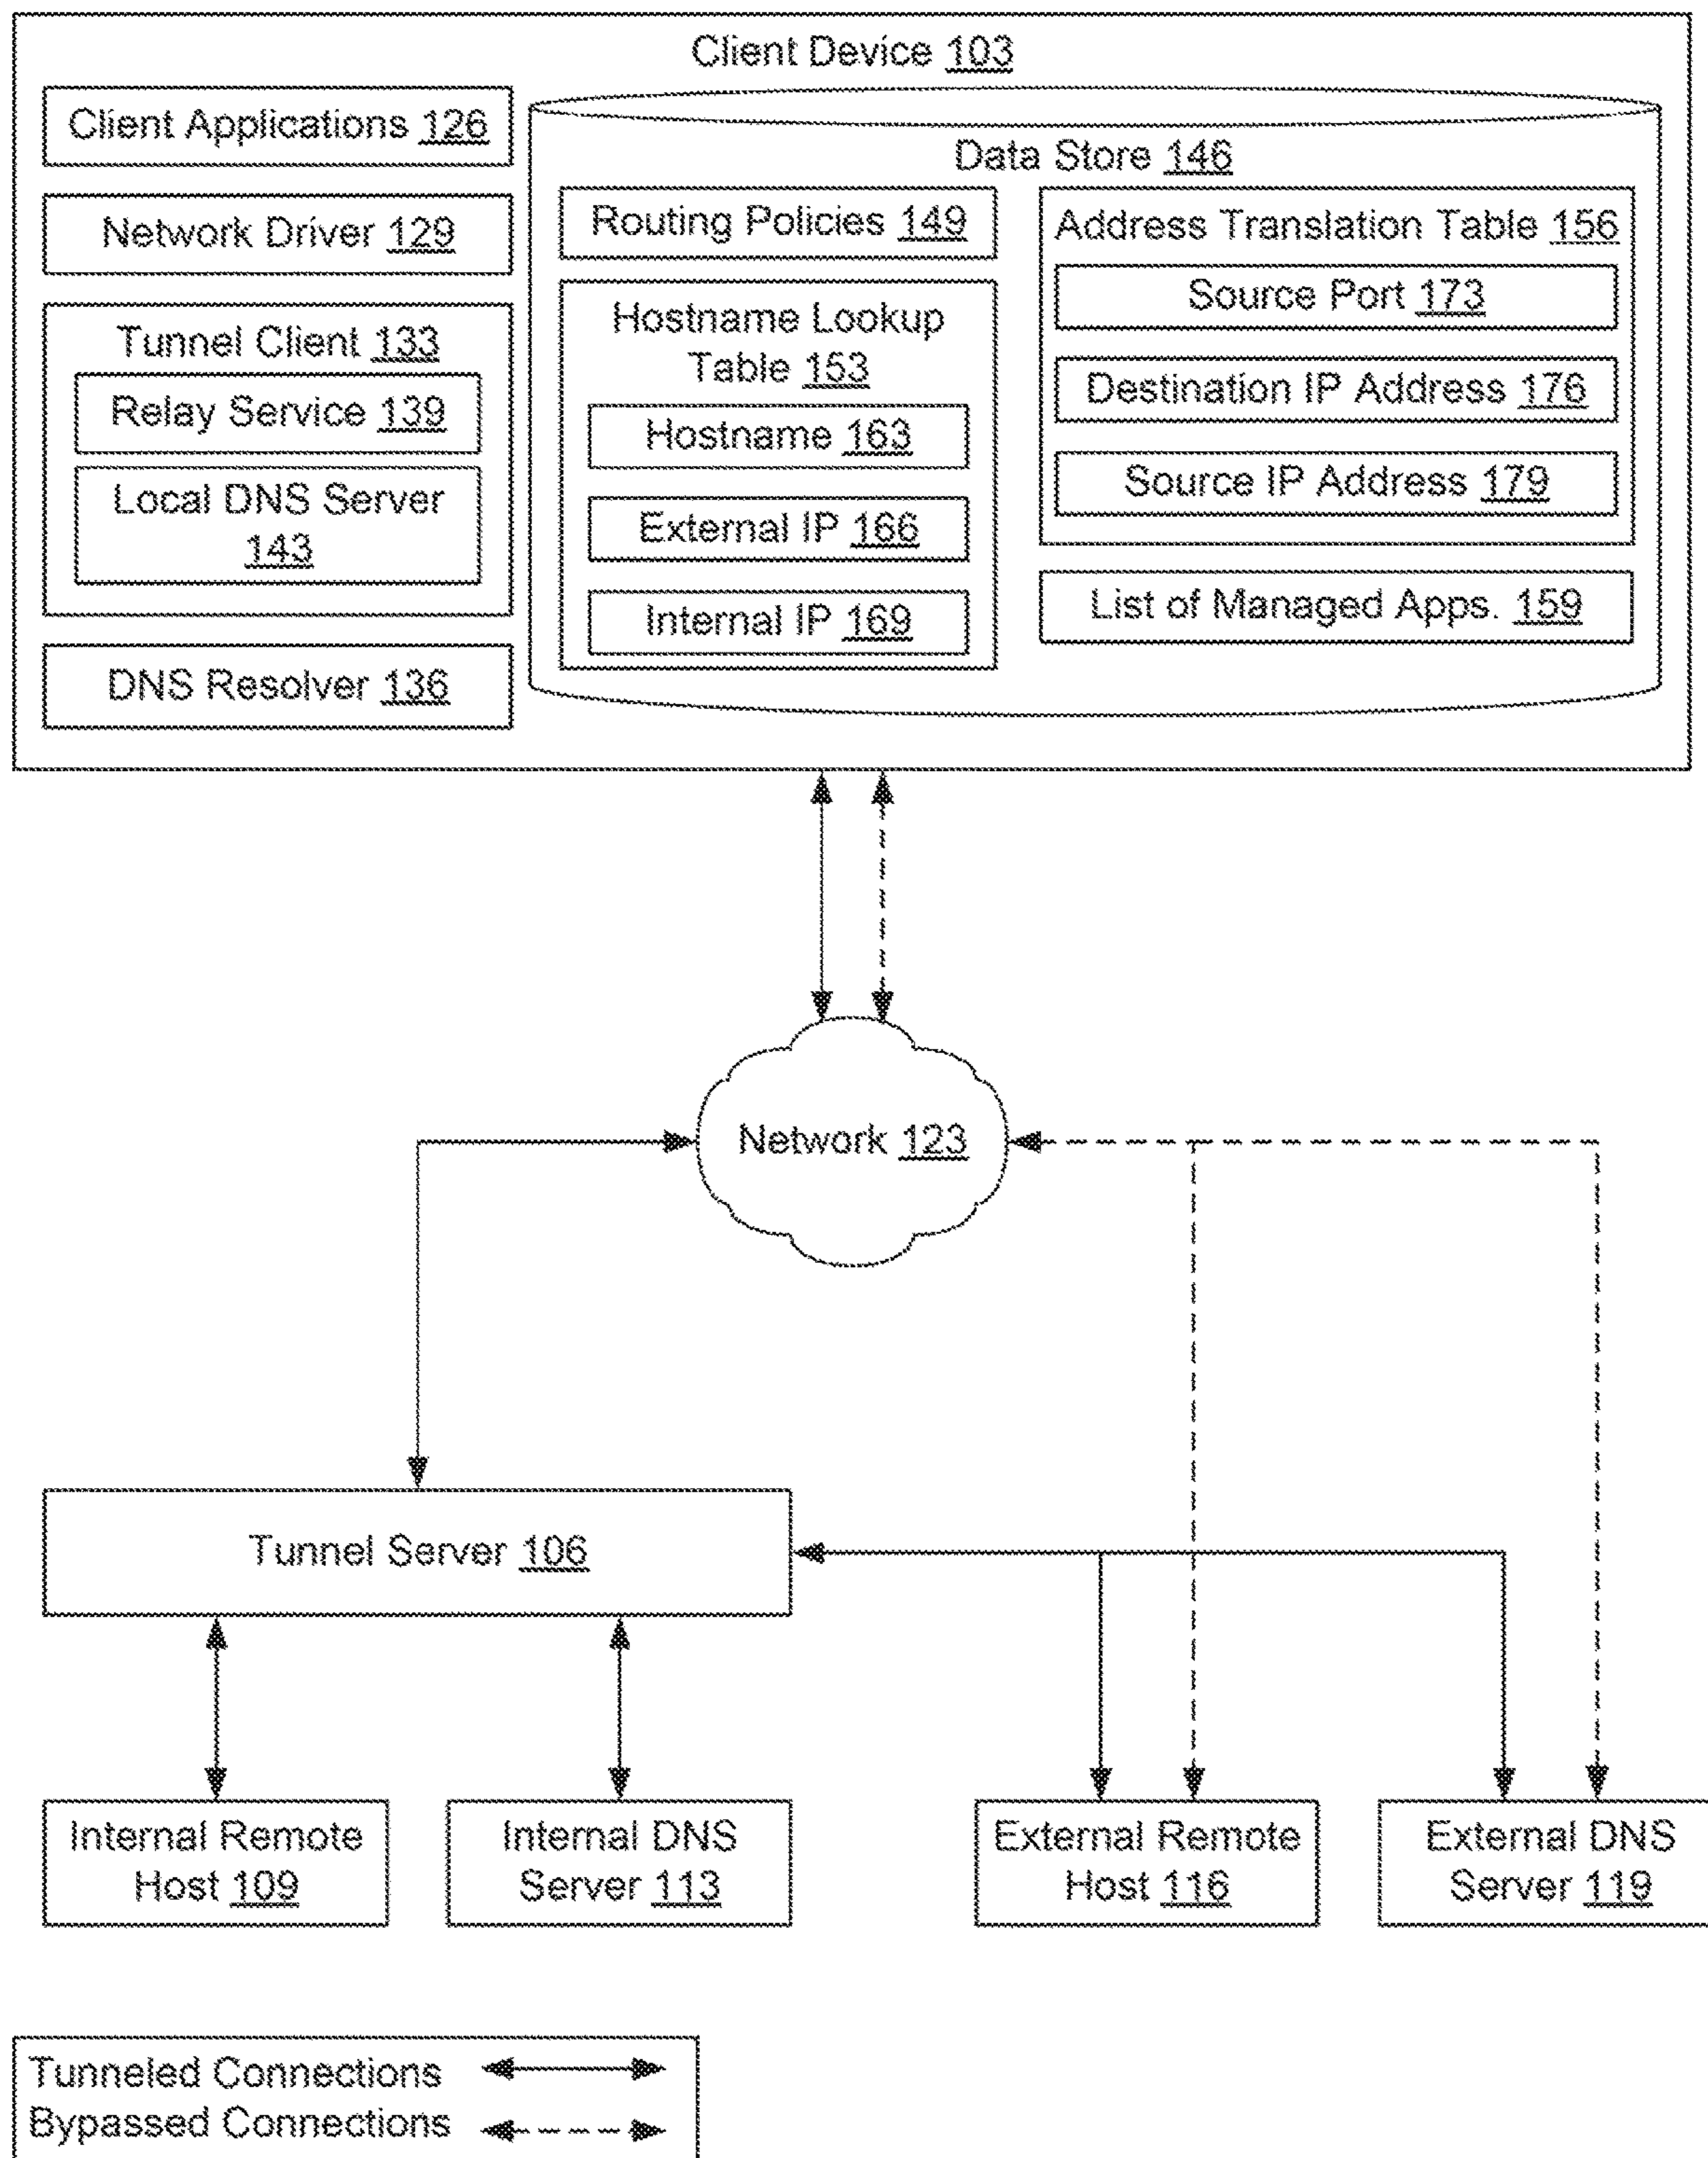 Client Device 103
Client Applications 126
Network Driver 129
Tunnel Client 133
Relay Service 139
Local DNS Server
143
DNS Resolver 136
Data Store 146
Routing Policies 149
Hostname Lookup
Table 153
Hostname 163
External IP 166
Internal IP 169
Address Translation Table 156
Source Port 173
Destination IP Address 176
Source IP Address 179
List of Managed Apps. 159
Network 123
Tunnel Server 106
Internal Remote
Host 109
Internal DNS
Server 113
External Remote
Host 116
External DNS
Server 119
Tunneled Connections
Bypassed Connections